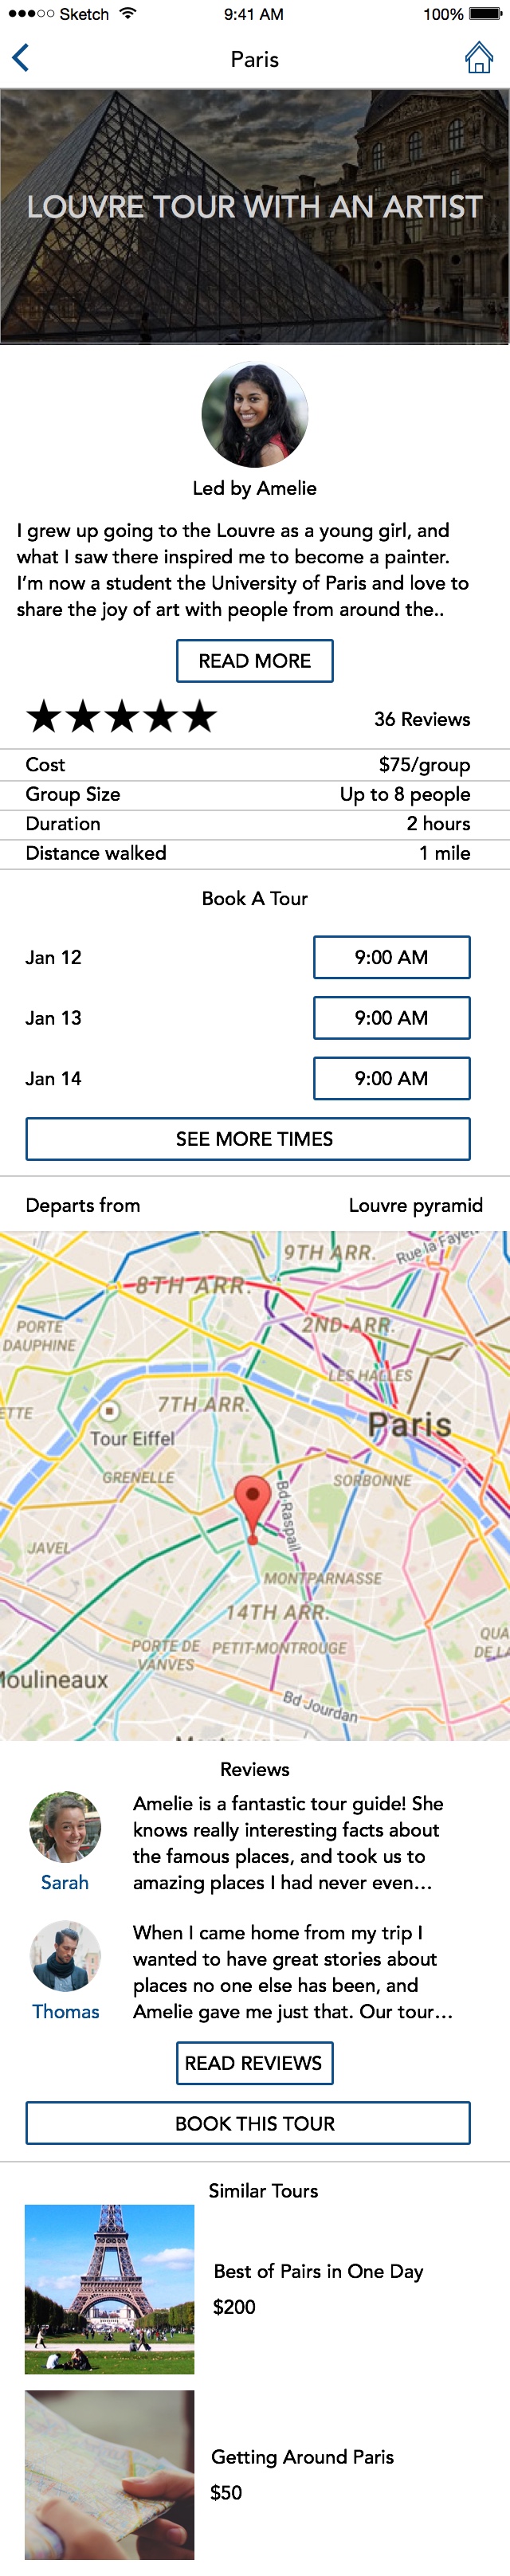 Sketch 9:41 AM 100%
Paris
LOUVRE TOUR WITH AN ARTIST
Led by Amelie
I grew up going to the Louvre as a young girl, and
what I saw there inspired me to become a painter.
I'm now a student the University of Paris and love to
share the joy of art with people from around the..
READ MORE
36 Reviews
Cost $75/group
Group Size Up to 8 people
Duration 2 hours
Distance walked 1 mile
Book A Tour
Jan 12 9:00 AM
Jan 13 9:00 AM
Jan 14 9:00 AM
SEE MORE TIMES
Departs from Louvre pyramid
9TH ARR.
Rue la Fayett
8TH ARR.
2ND ARR.
PORTE
DAUPHINE
LES HALLES
7TH ARR.
ETTE
Paris
Tour Eiffel
GRENELLE
SORBONNE
Bd Raspail
JAVEL
MONTPARNASSE
14TH ARR.
PORTE DE
VANVES
PETIT-MONTROUGE
QUA
DE LA
Moulineaux
Bd Jourdan
Reviews
Amelie is a fantastic tour guide! She
knows really interesting facts about
the famous places, and took us to
amazing places I had never even...
Sarah
When I came home from my trip I
wanted to have great stories about
places no one else has been, and
Amelie gave me just that. Our tour...
Thomas
READ REVIEWS
BOOK THIS TOUR
Similar Tours
Best of Pairs in One Day
$200
Getting Around Paris
$50